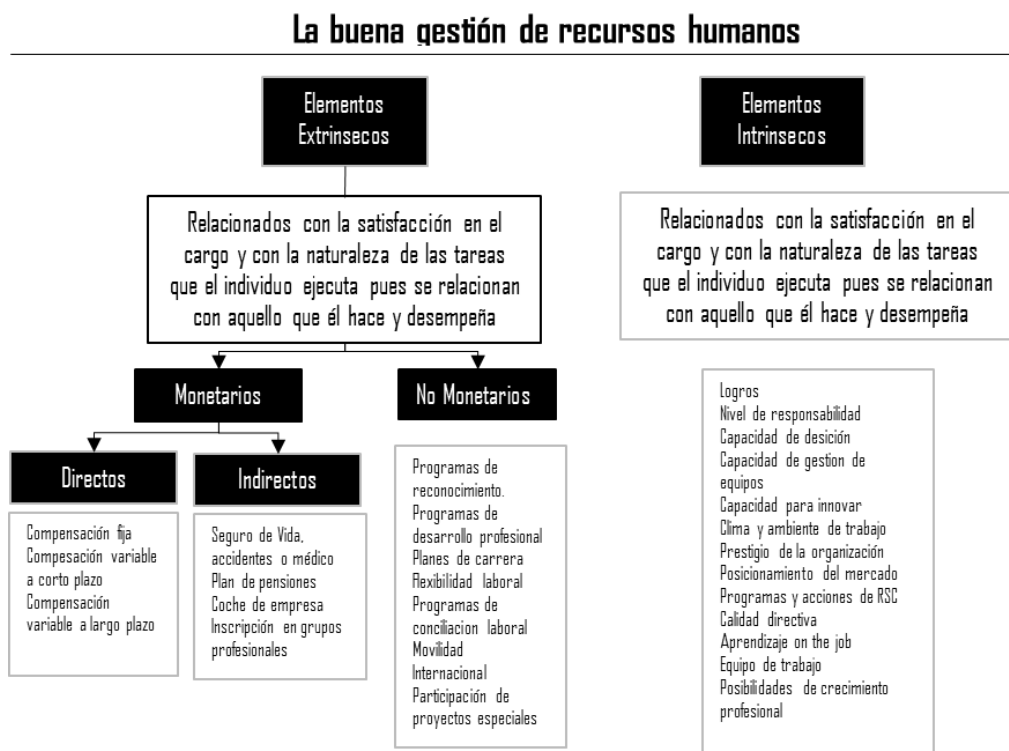 La buena gestión de recursos humanos
Elementos
Extrinsecos
Elementos
Intrinsecos
Relacionados con la satisfacción en el
cargo y con la naturaleza de las tareas
que el individuo ejecuta pues se relacionan
con aquello que él hace y desempeña
Relacionados con la satisfacción en el
cargo y con la naturaleza de las tareas
que el individuo ejecuta pues se relacionan
con aquello que él hace y desempeña
Monetarios
No Monetarios
Directos
Indirectos
Compensación fija
Compesación variable
a corto plazo
Compensación
variable a largo plazo
Seguro de Vida,
accidentes o médico
Plan de pensiones
Coche de empresa
Inscripción en grupos
profesionales
Programas de
reconocimiento.
Programas de
desarrollo profesional
Planes de carrera
Flexibilidad laboral
Programas de
conciliacion laboral
Movilidad
Internacional
Participación de
proyectos especiales
Logros
Nivel de responsabilidad
Capacidad de desición
Capacidad de gestion de
equipos
Capacidad para innovar
Clima y ambiente de trabajo
Prestigio de la organización
Posicionamiento del mercado
Programas y acciones de RSC
Calidad directiva
Aprendizaje on the job
Equipo de trabajo
Posibilidades de crecimiento
profesional